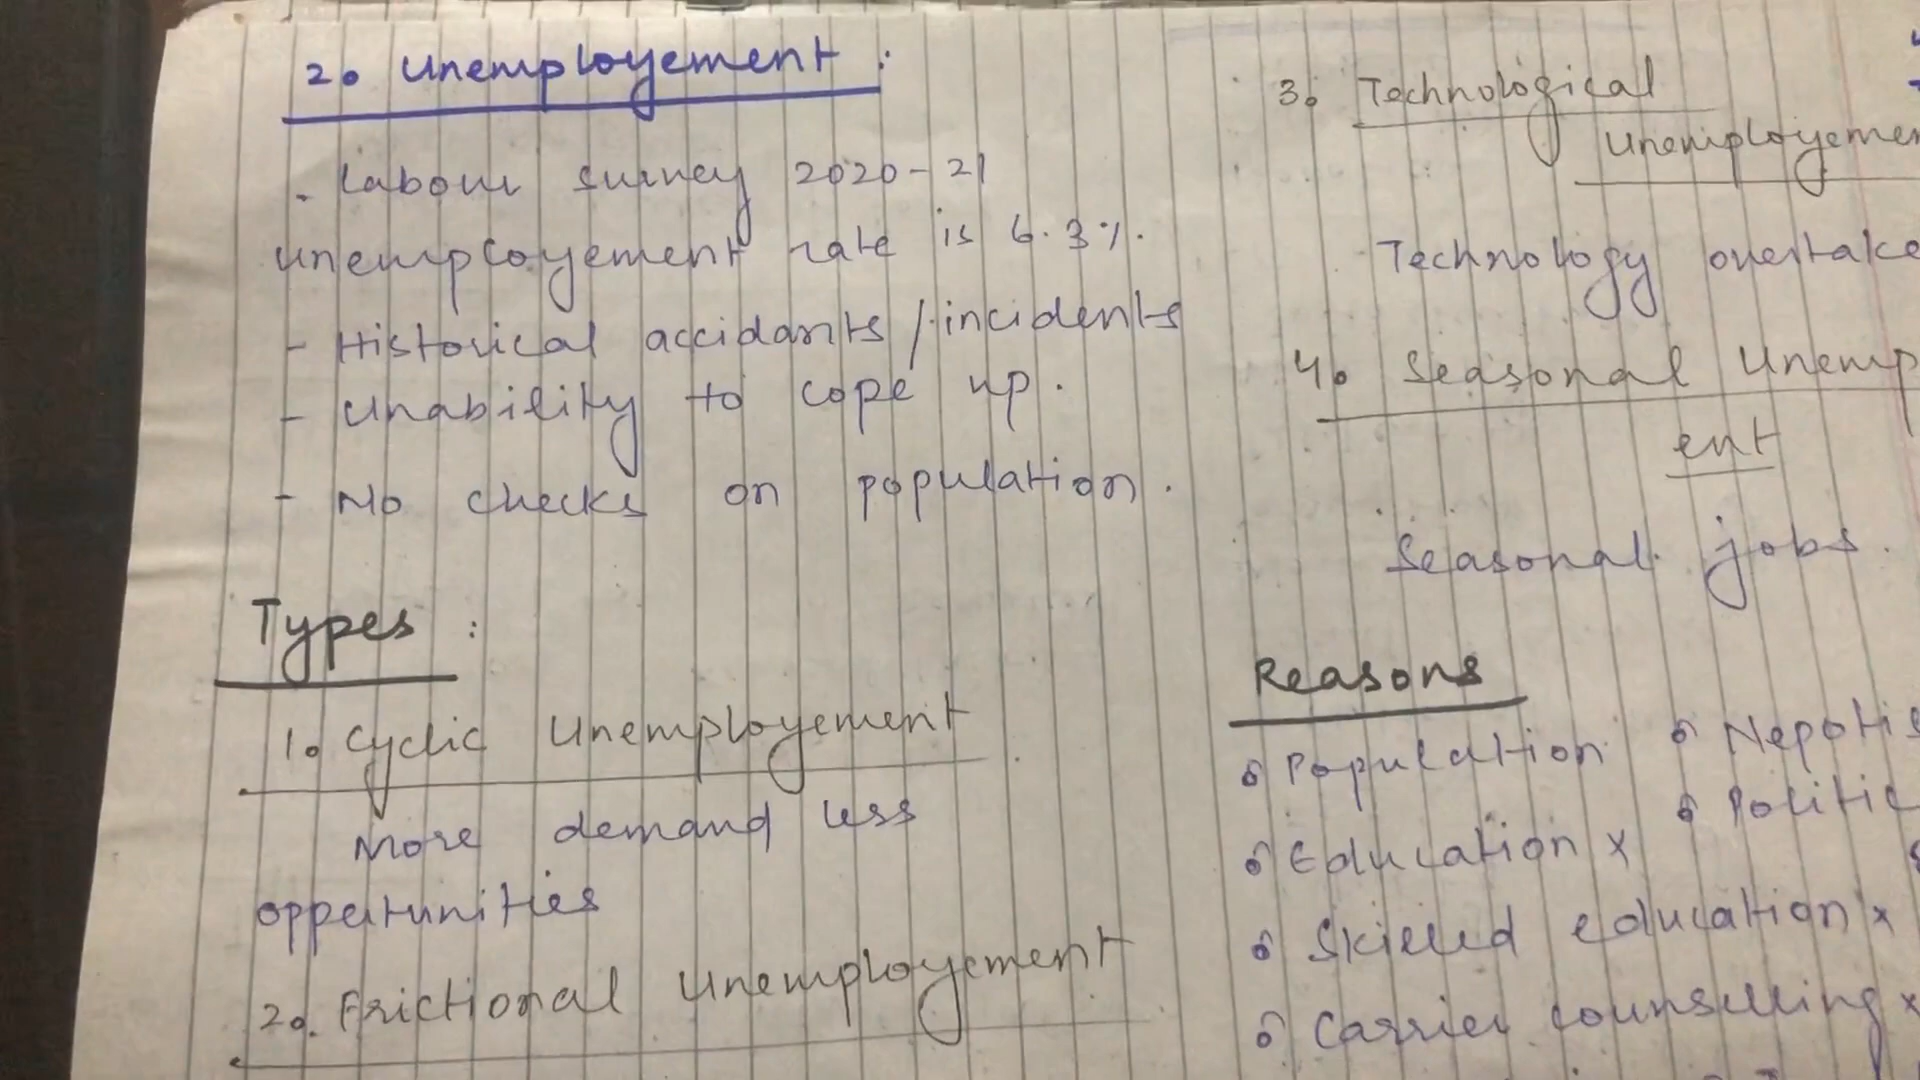 2. Unemployement :
- Labour survey 2020-21
unemployement rate is 6.3%.
- Historical accidants / incidents
- Unability to cope up.
- No checks on population.
Types :
1. Cyclic Unemployement
More demand less
oppertunities
2. Frictional Unemployement
3. Technological
Unemployemen
Technology overtake
4. Seasonal Unemp
ent
Seasonal jobs.
Reasons
Population
Education x
Skilled education x
Carrier counselling x
Nepotis
Politic